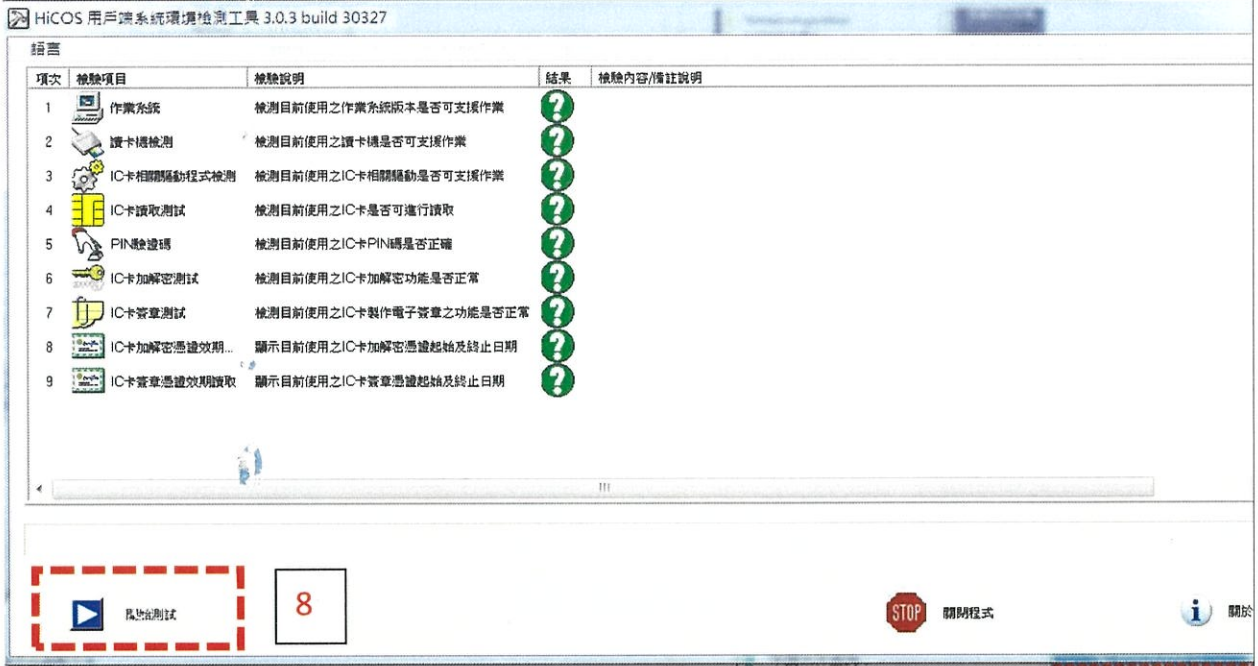 HiCOS 用戶端系統環境檢測工具 3.0.3 build 30327
語言
項次 檢驗項目 檢驗說明 結果 檢驗內容/備註說明
1 作業系統 檢測目前使用之作業系統版本是否可支援作業
2 讀卡機檢測 檢測目前使用之讀卡機是否可支援作業
3 IC卡相關驅動程式檢測 檢測目前使用之IC卡相關驅動是否可支援作業
4 IC卡讀取測試 檢測目前使用之IC卡是否可進行讀取
5 PIN驗證碼 檢測目前使用之IC卡PIN碼是否正確
6 IC卡加解密測試 檢測目前使用之IC卡加解密功能是否正常
7 IC卡簽章測試 檢測目前使用之IC卡製作電子簽章之功能是否正常
8 IC卡加解密憑證效期... 顯示目前使用之IC卡加解密憑證起始及終止日期
9 IC卡簽章憑證效期讀取 顯示目前使用之IC卡簽章憑證起始及終止日期
開始測試 8 STOP 關閉程式 關於